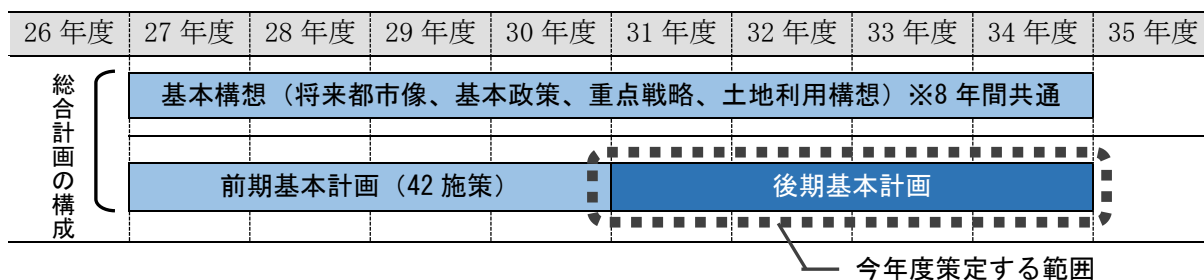 26 年度 27 年度 28 年度 29 年度 30 年度 31 年度 32 年度 33 年度 34 年度 35 年度
総合計画の構成
基本構想（将来都市像、基本政策、重点戦略、土地利用構想）※8 年間共通
前期基本計画（42 施策）
後期基本計画
今年度策定する範囲